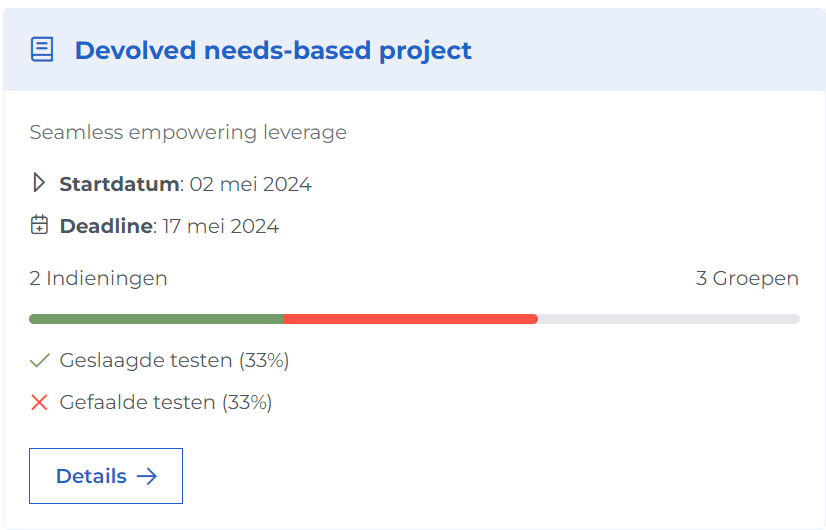 Devolved needs-based project
Seamless empowering leverage
Startdatum: 02 mei 2024
Deadline: 17 mei 2024
2 Indieningen 3 Groepen
Geslaagde testen (33%)
Gefaalde testen (33%)
Details